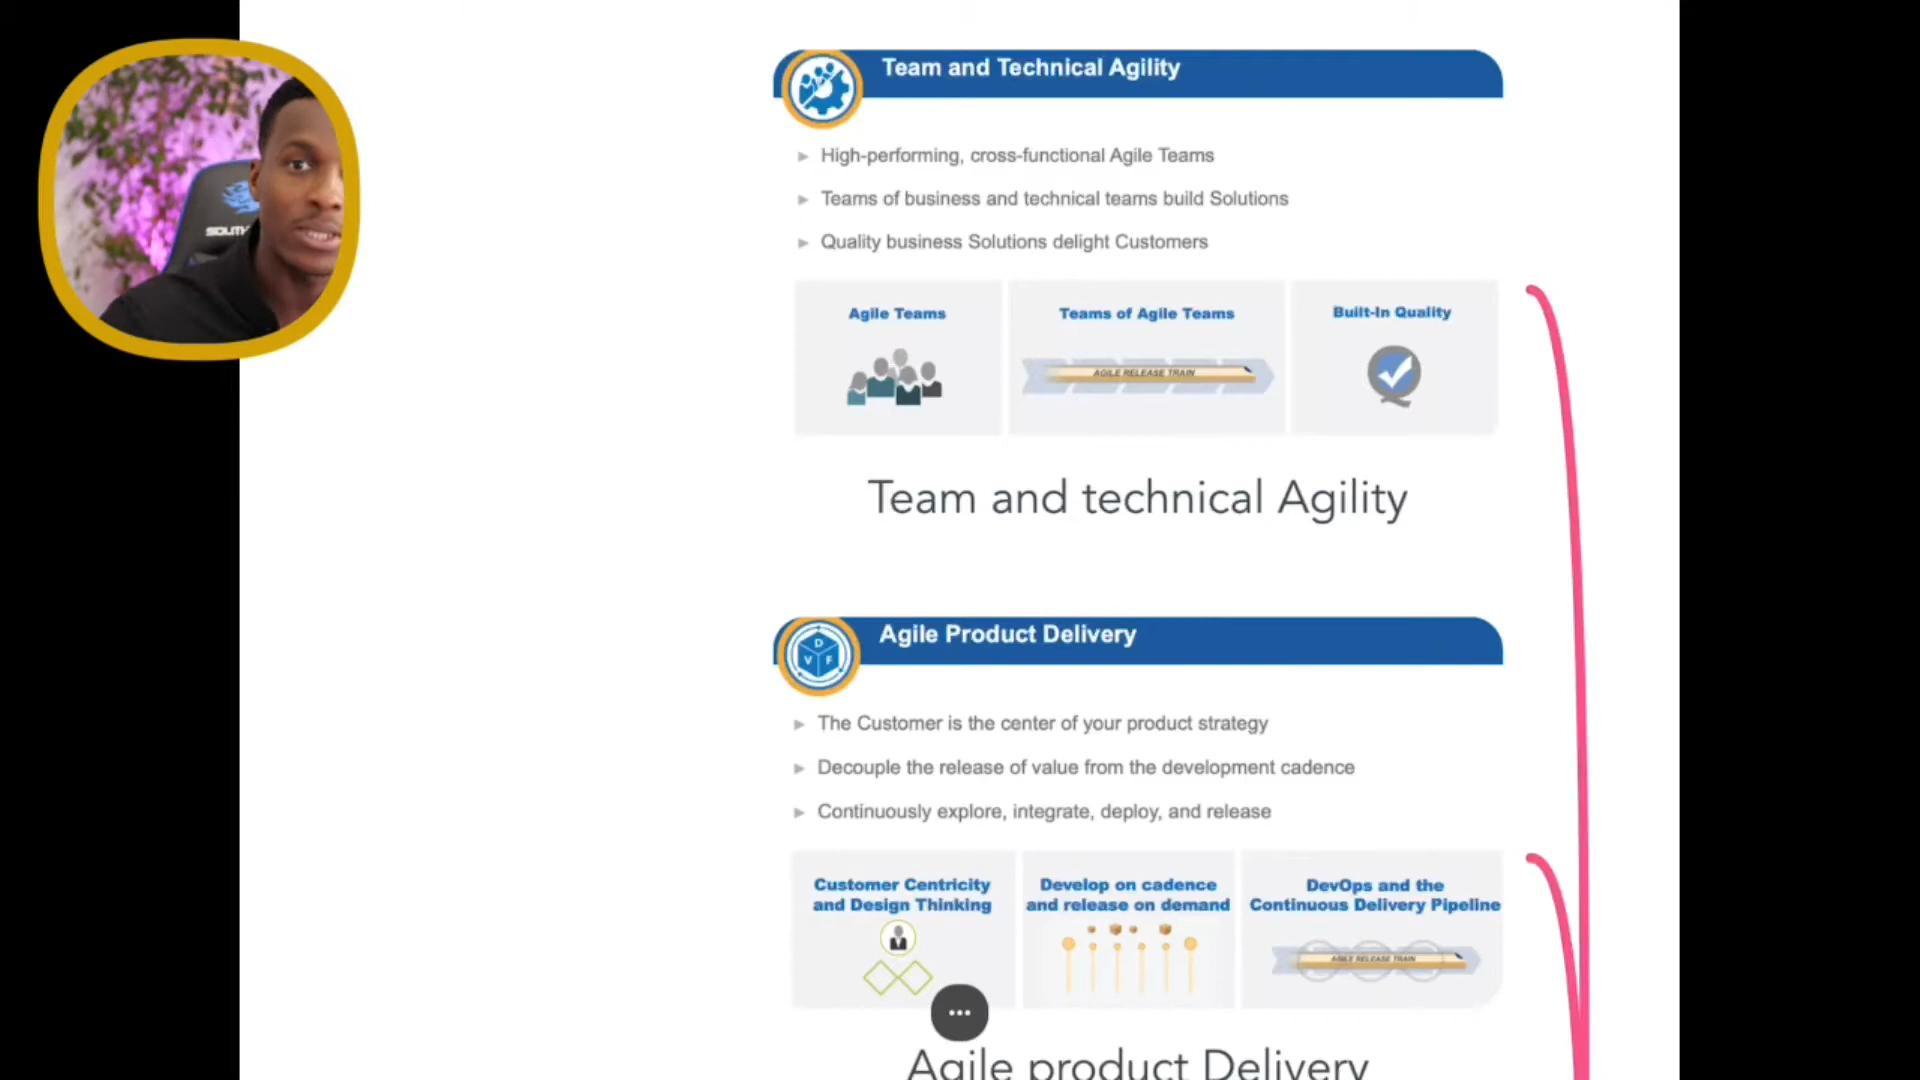 Team and Technical Agility
High-performing, cross-functional Agile Teams
Teams of business and technical teams build Solutions
Quality business Solutions delight Customers
Agile Teams
Teams of Agile Teams
Built-In Quality
AGILE RELEASE TRAIN
Team and technical Agility
Agile Product Delivery
D
V F
The Customer is the center of your product strategy
Decouple the release of value from the development cadence
Continuously explore, integrate, deploy, and release
Customer Centricity
and Design Thinking
Develop on cadence
and release on demand
DevOps and the
Continuous Delivery Pipeline
AGILE RELEASE TRAIN
Agile product Delivery